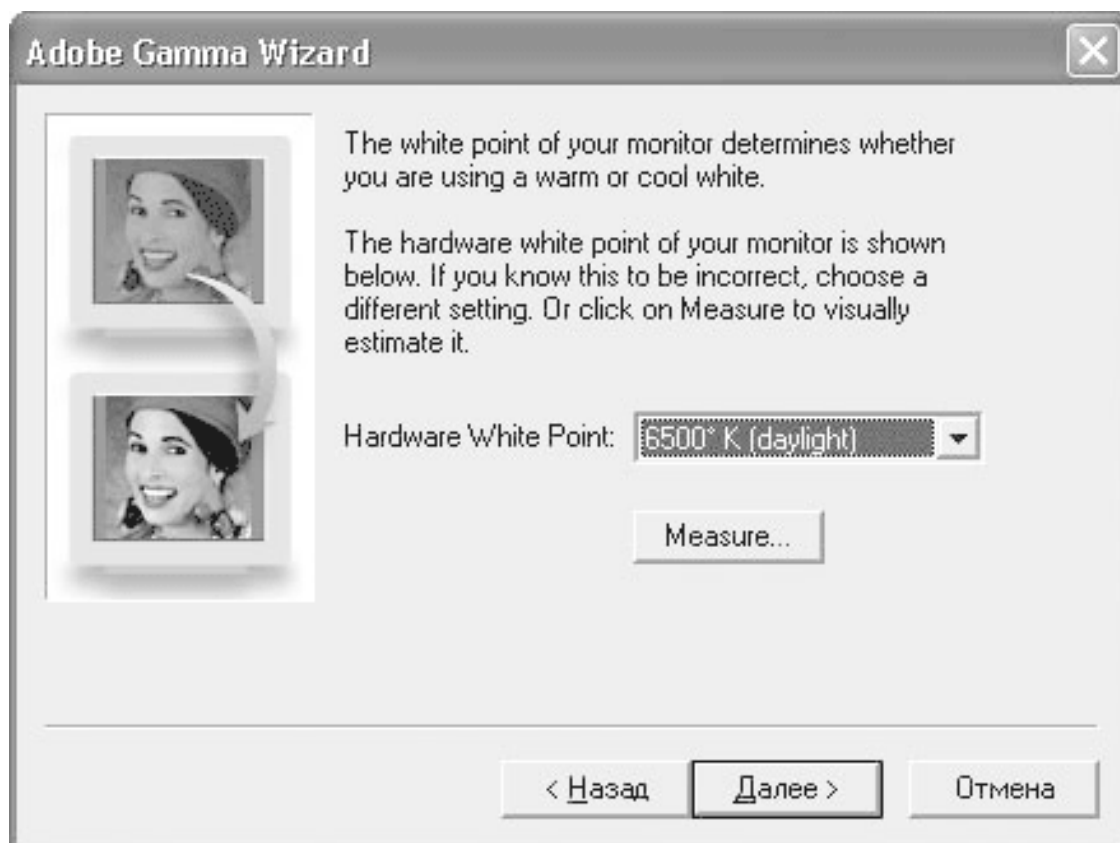 Adobe Gamma Wizard
The white point of your monitor determines whether
you are using a warm or cool white.
The hardware white point of your monitor is shown
below. If you know this to be incorrect, choose a
different setting. Or click on Measure to visually
estimate it.
Hardware White Point: 6500° K (daylight)
Measure...
< Назад Далее > Отмена